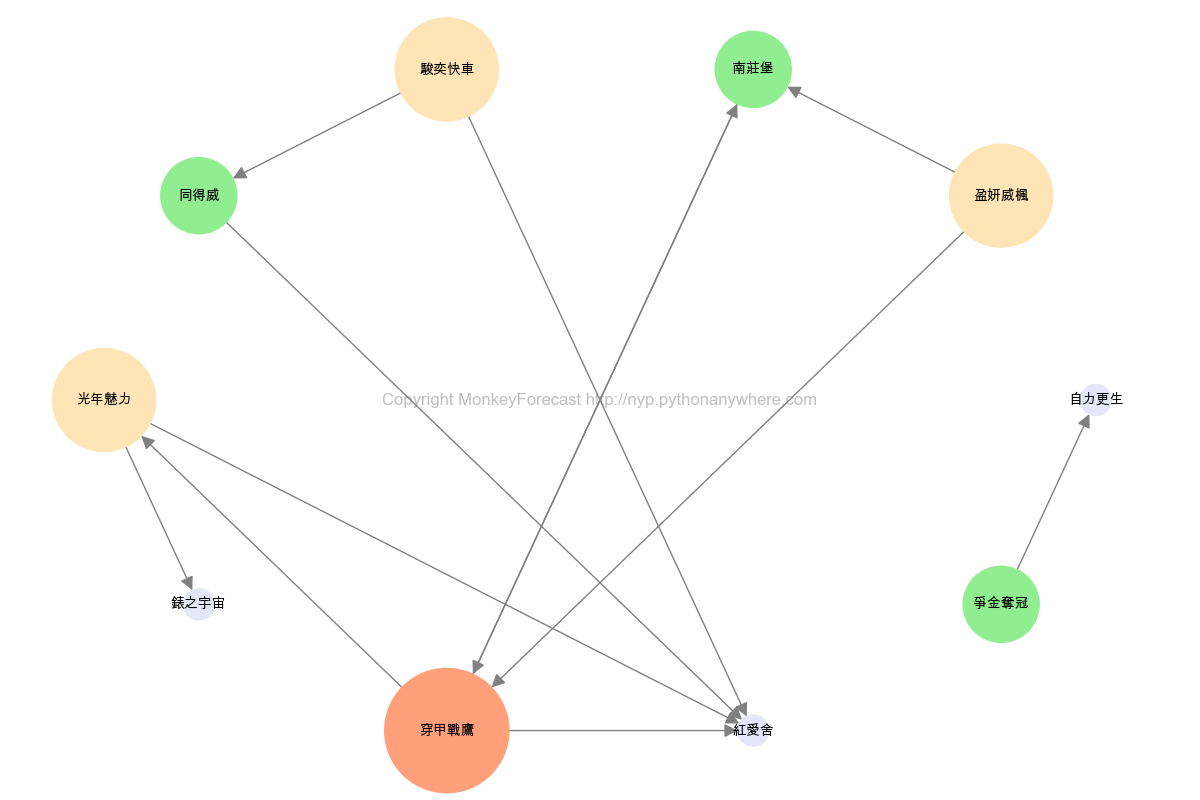 駿奕快車
南莊堡
同得威
盈妍威楓
光年魅力
Copyright MonkeyForecast http://nyp.pythonanywhere.com
自力更生
錶之宇宙
爭金奪冠
穿甲戰鷹
紅愛舍